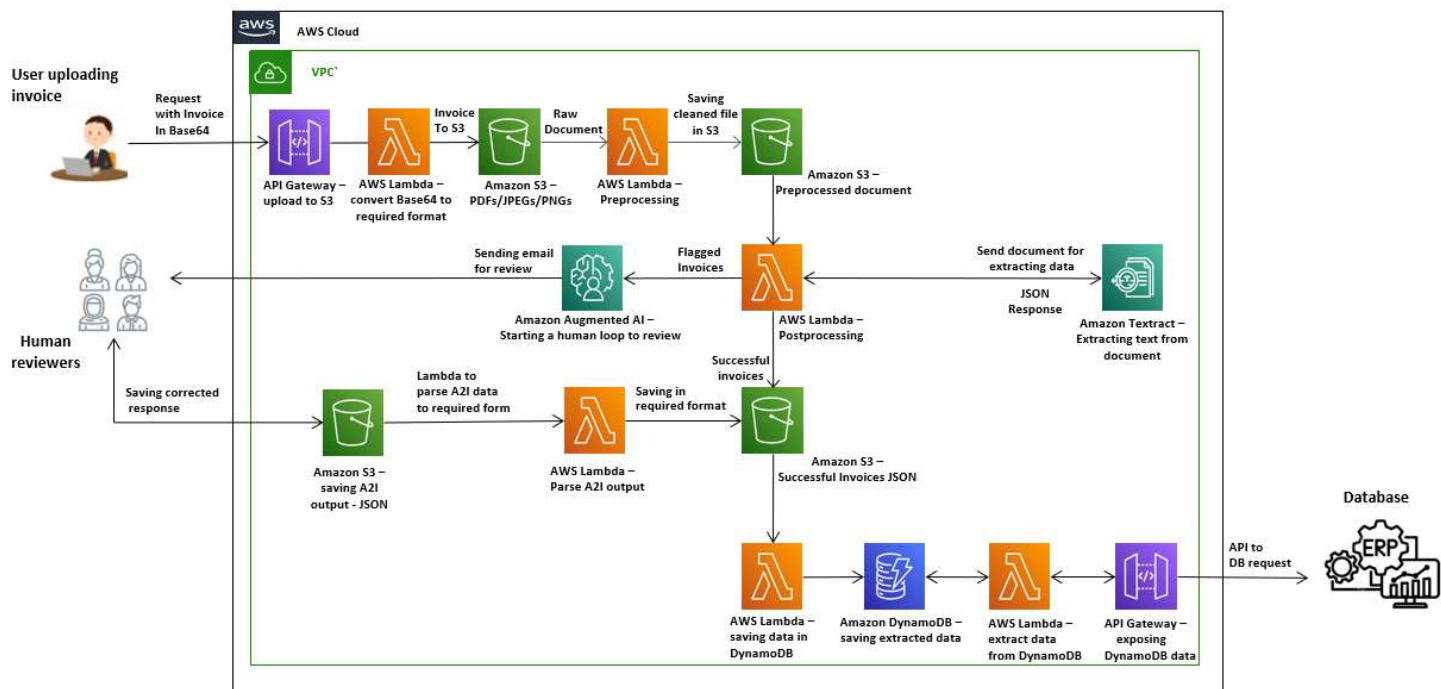 aws
AWS Cloud
VPC`
User uploading
invoice
Request
with Invoice
In Base64
Invoice
To S3
Raw
Document
Saving
cleaned file
in S3
API Gateway –
upload to S3
AWS Lambda –
convert Base64 to
required format
Amazon S3 –
PDFs/JPEGs/PNGs
AWS Lambda –
Preprocessing
Amazon S3 –
Preprocessed document
Sending email
for review
Flagged
Invoices
Send document for
extracting data
JSON
Response
Amazon Augmented AI –
Starting a human loop to review
AWS Lambda –
Postprocessing
Amazon Textract –
Extracting text from
document
Human
reviewers
Successful
invoices
Saving corrected
response
Lambda to
parse A2I data
to required form
Saving in
required format
Amazon S3 –
saving A2I
output - JSON
AWS Lambda –
Parse A2I output
Amazon S3 –
Successful Invoices JSON
Database
API to
DB request
ERP
AWS Lambda –
saving data in
DynamoDB
Amazon DynamoDB –
saving extracted data
AWS Lambda –
extract data
from DynamoDB
API Gateway –
exposing
DynamoDB data